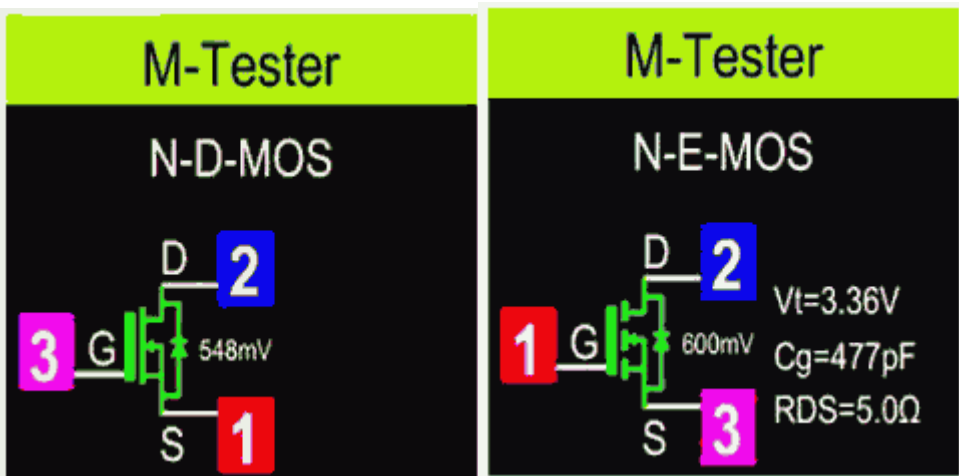 M-Tester
N-D-MOS
D
2
3
G
548mV
S
1
M-Tester
N-E-MOS
D
2
Vt=3.36V
1
G
600mV
Cg=477pF
RDS=5.0Ω
S
3